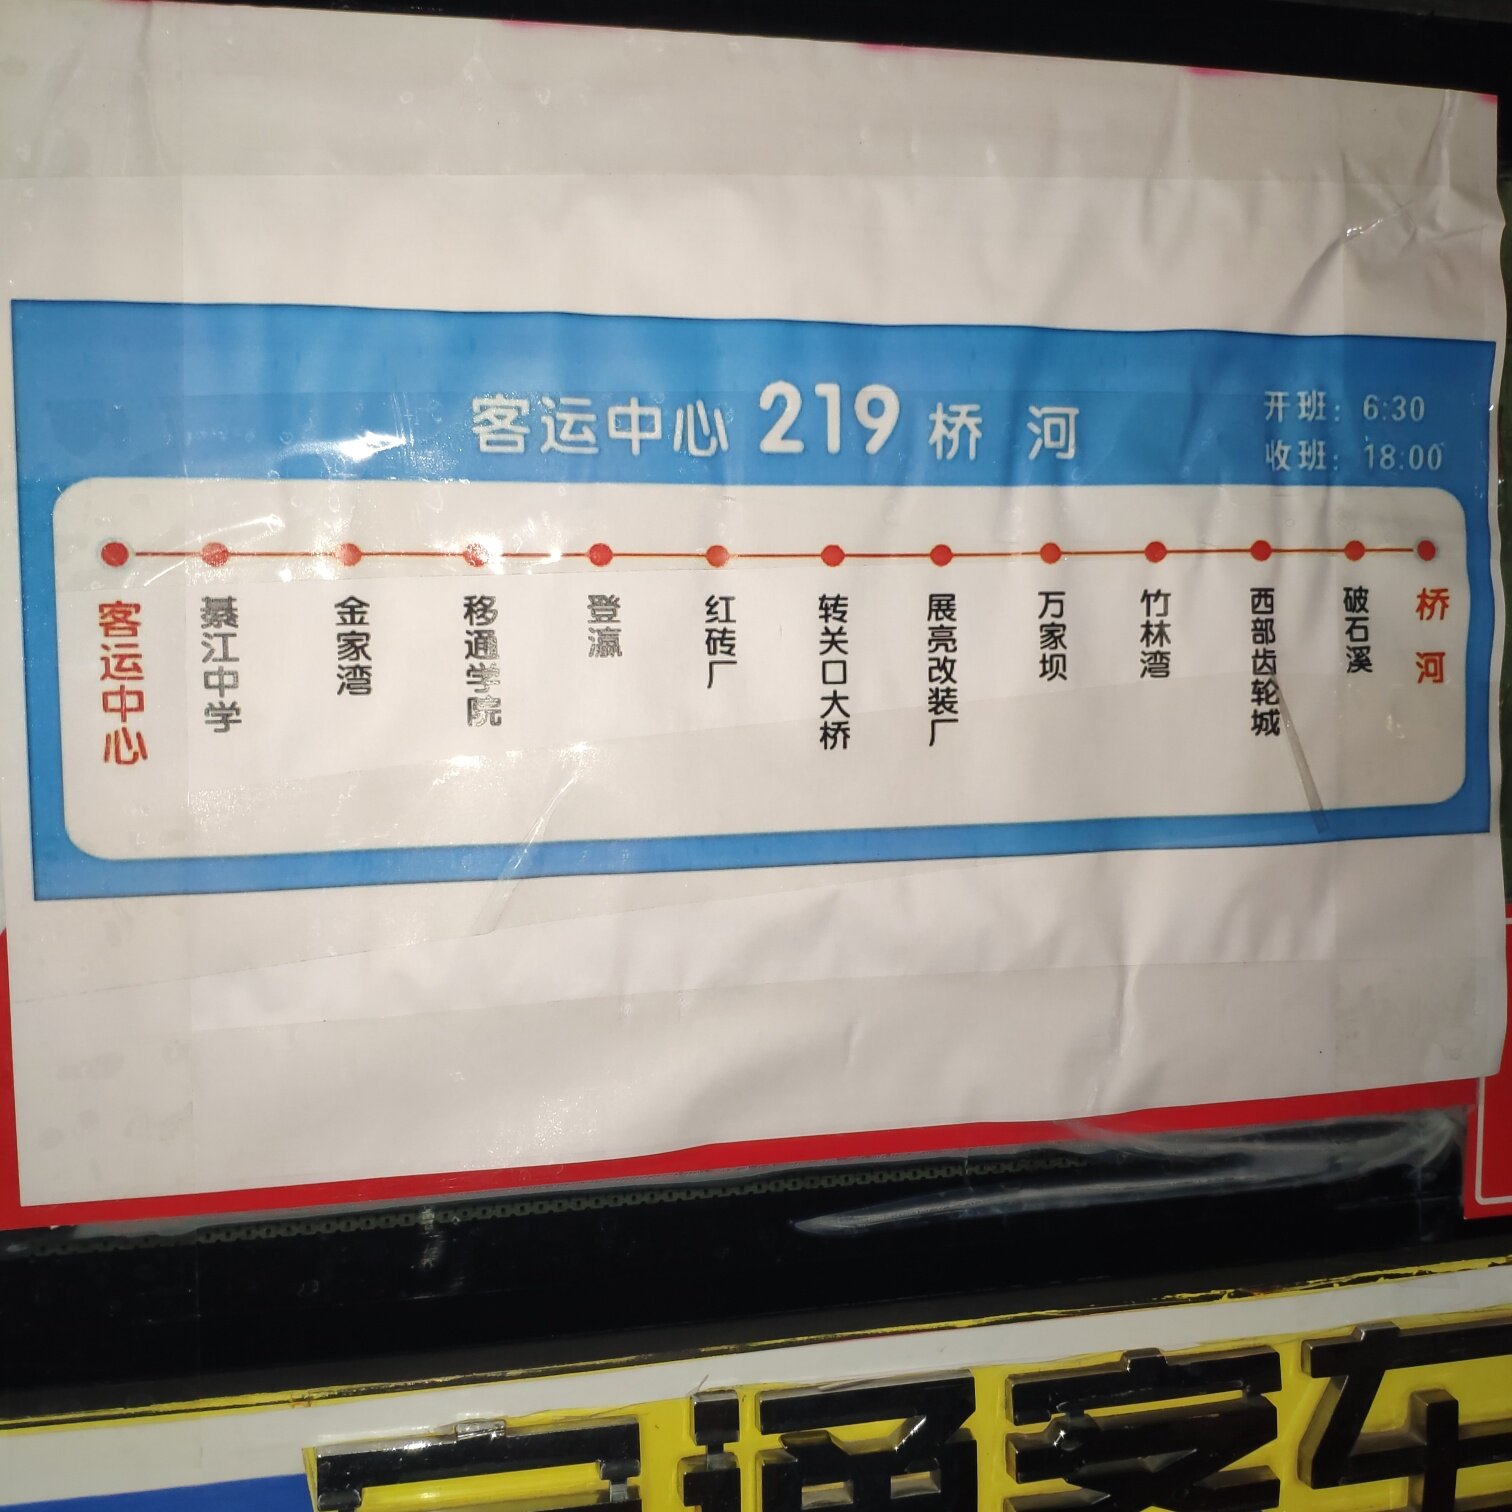 客运中心 219 桥 河
开班：6:30
收班：18:00
客运中心
綦江中学
金家湾
移通学院
登瀛
红砖厂
转关口大桥
展亮改装厂
万家坝
竹林湾
西部齿轮城
破石溪
桥河
通客车